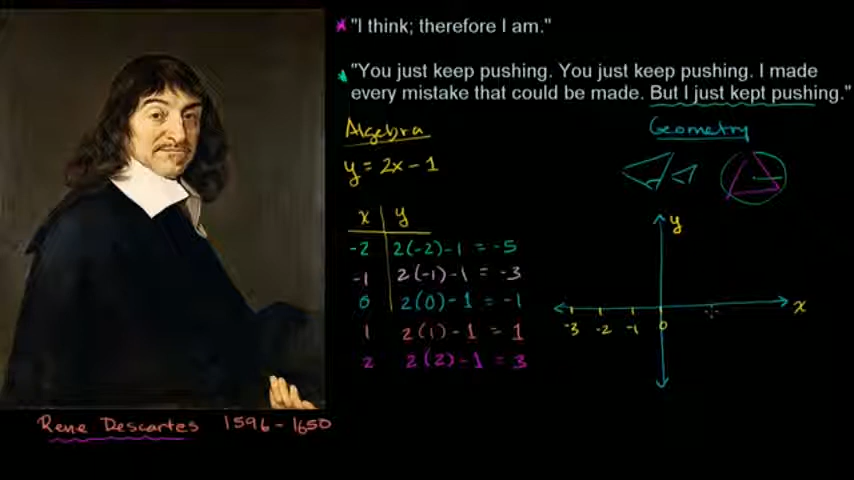 * "I think; therefore I am."
* "You just keep pushing. You just keep pushing. I made
every mistake that could be made. But I just kept pushing."
Algebra
Geometry
y = 2x - 1
x y
-2 2(-2)-1 = -5
-1 2(-1)-1 = -3
0 2(0)-1 = -1
1 2(1)-1 = 1
2 2(2)-1 = 3
y
x
-3 -2 -1 0
Rene Descartes 1596 - 1650